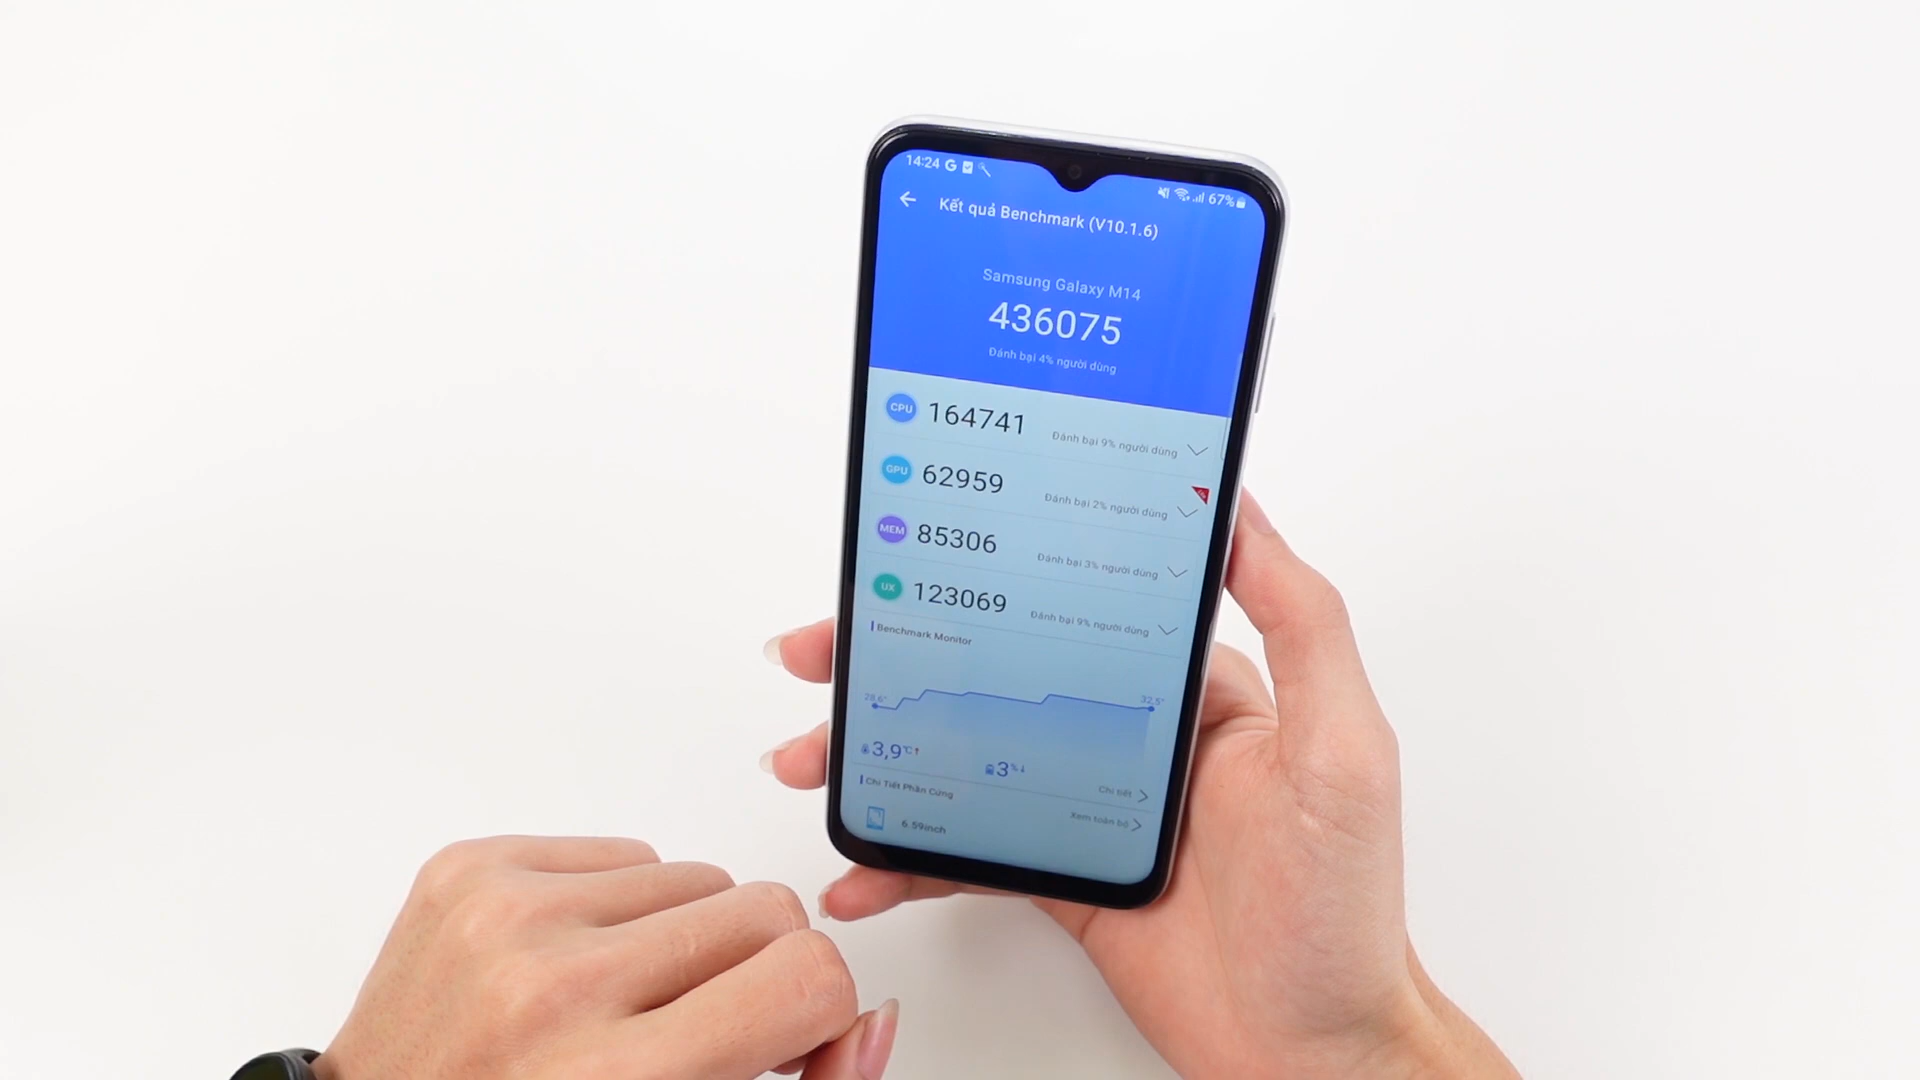 14:24 G 67%
Kết quả Benchmark (V10.1.6)
Samsung Galaxy M14
436075
Đánh bại 4% người dùng
CPU 164741 Đánh bại 9% người dùng
GPU 62959 Đánh bại 2% người dùng
MEM 85306 Đánh bại 3% người dùng
UX 123069 Đánh bại 9% người dùng
Benchmark Monitor
28,6° 32,5°
3,9°C↑ 3%↓
Chi tiết
Chi Tiết Phần Cứng
Xem toàn bộ
6.59inch